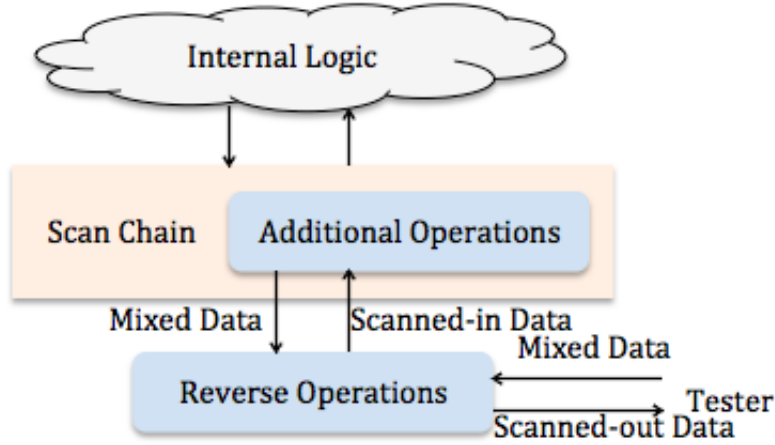 Internal Logic
Scan Chain
Additional Operations
Mixed Data
Scanned-in Data
Mixed Data
Reverse Operations
Tester
Scanned-out Data